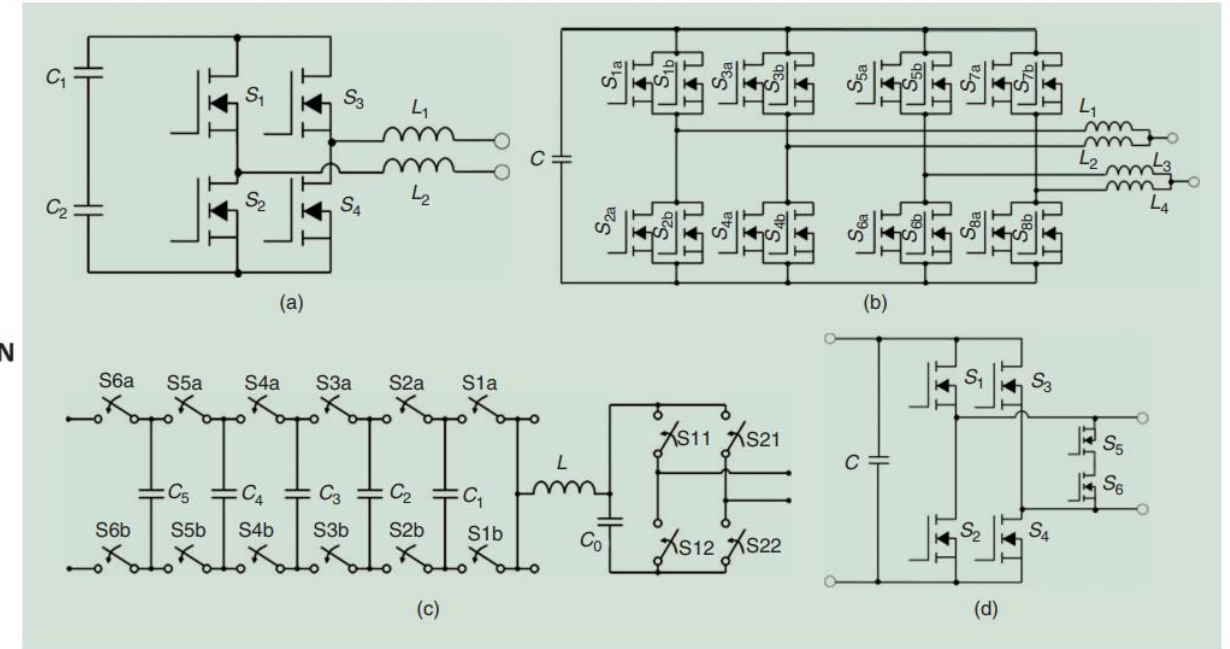 C1
C2
S1
S2
S3
S4
L1
L2
(a)
C
S1a
S1b
S3a
S3b
S5a
S5b
S7a
S7b
L1
L2
L3
L4
S2a
S2b
S4a
S4b
S6a
S6b
S8a
S8b
(b)
N
S6a S5a S4a S3a S2a S1a
C5 C4 C3 C2 C1
S6b S5b S4b S3b S2b S1b
L
C0
S11 S21
S12 S22
(c)
C
S1 S3
S5
S6
S2 S4
(d)